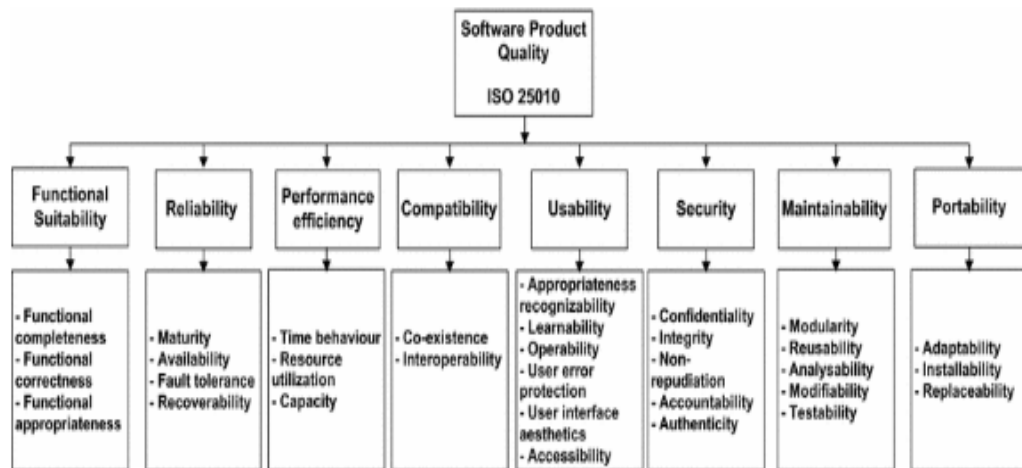 Software Product
Quality
ISO 25010
Functional
Suitability
Reliability
Performance
efficiency
Compatibility
Usability
Security
Maintainability
Portability
- Functional
completeness
- Functional
correctness
- Functional
appropriateness
- Maturity
- Availability
- Fault tolerance
- Recoverability
- Time behaviour
- Resource
utilization
- Capacity
- Co-existence
- Interoperability
- Appropriateness
recognizability
- Learnability
- Operability
- User error
protection
- User interface
aesthetics
- Accessibility
- Confidentiality
- Integrity
- Non-
repudiation
- Accountability
- Authenticity
- Modularity
- Reusability
- Analysability
- Modifiability
- Testability
- Adaptability
- Installability
- Replaceability